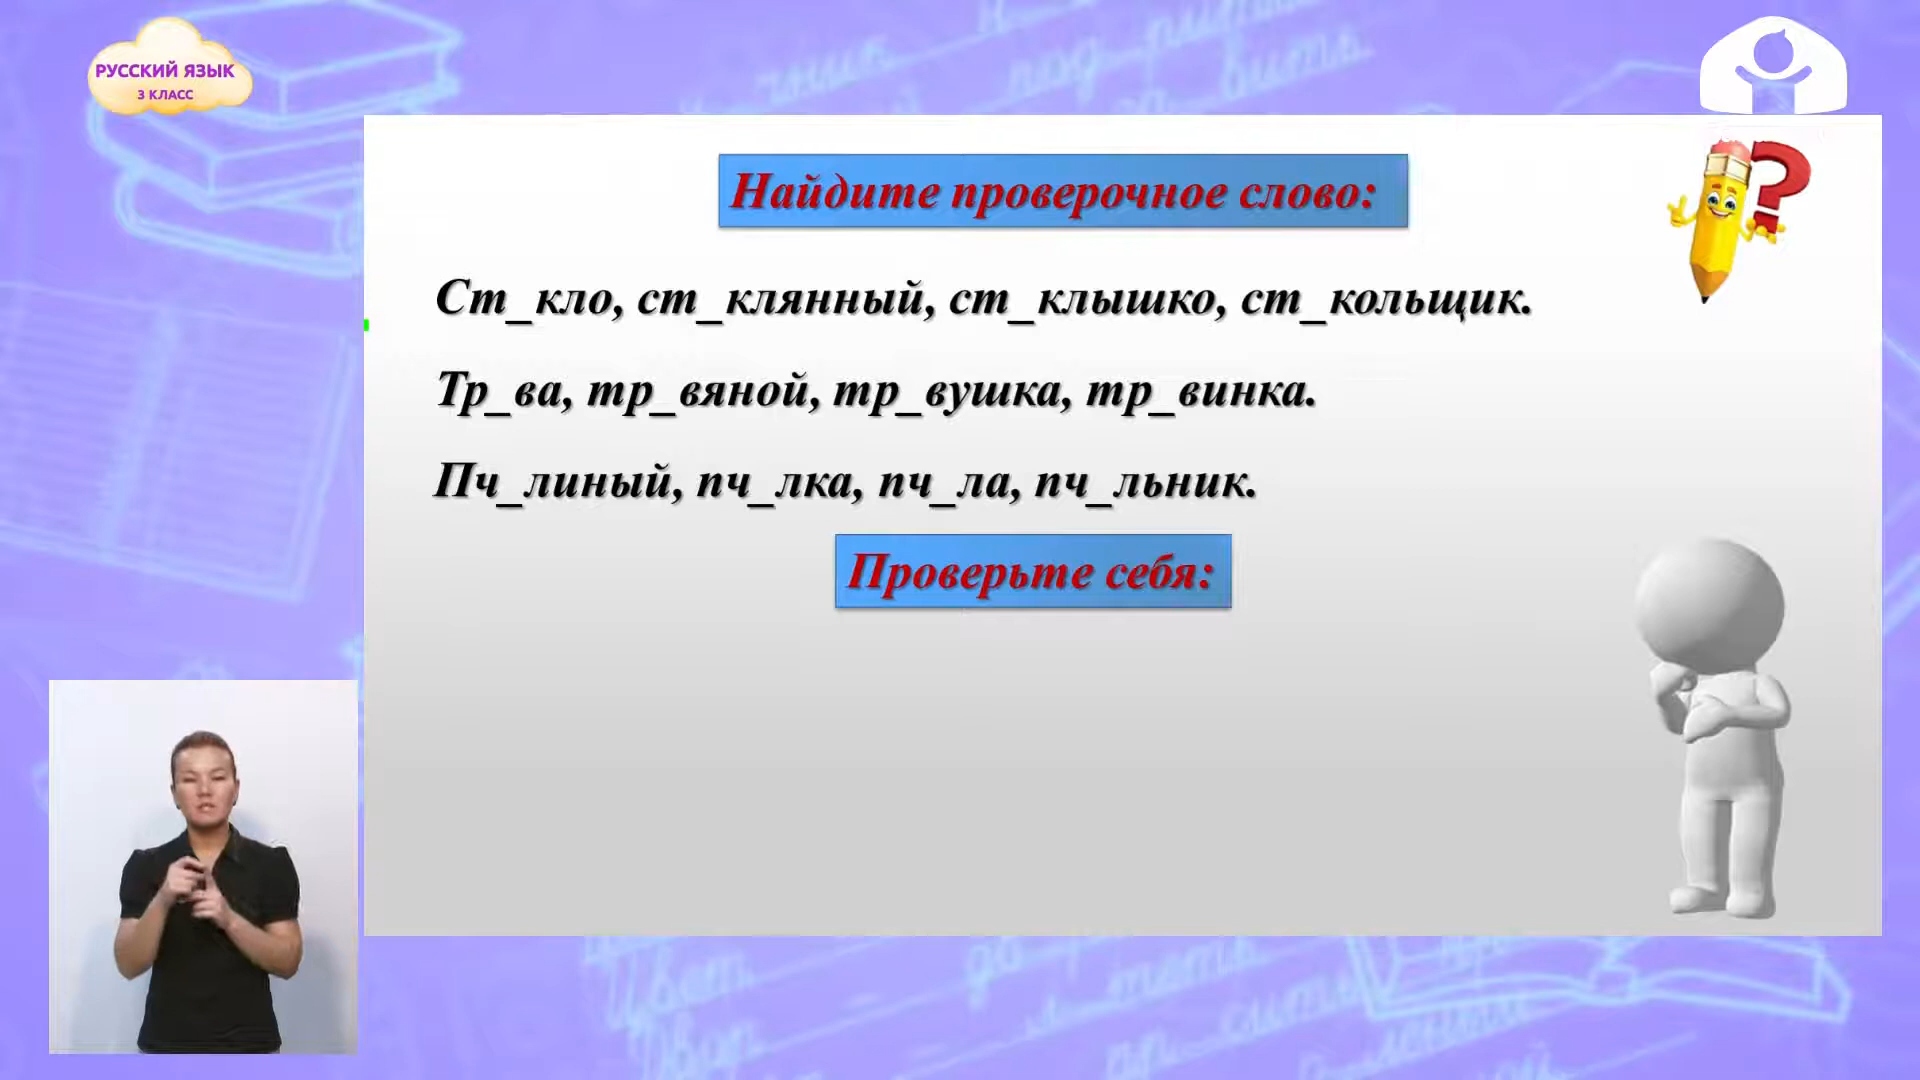 РУССКИЙ ЯЗЫК
3 КЛАСС
Найдите проверочное слово:
Ст_кло, ст_клянный, ст_клышко, ст_кольщик.
Тр_ва, тр_вяной, тр_вушка, тр_винка.
Пч_линый, пч_лка, пч_ла, пч_льник.
Проверьте себя: